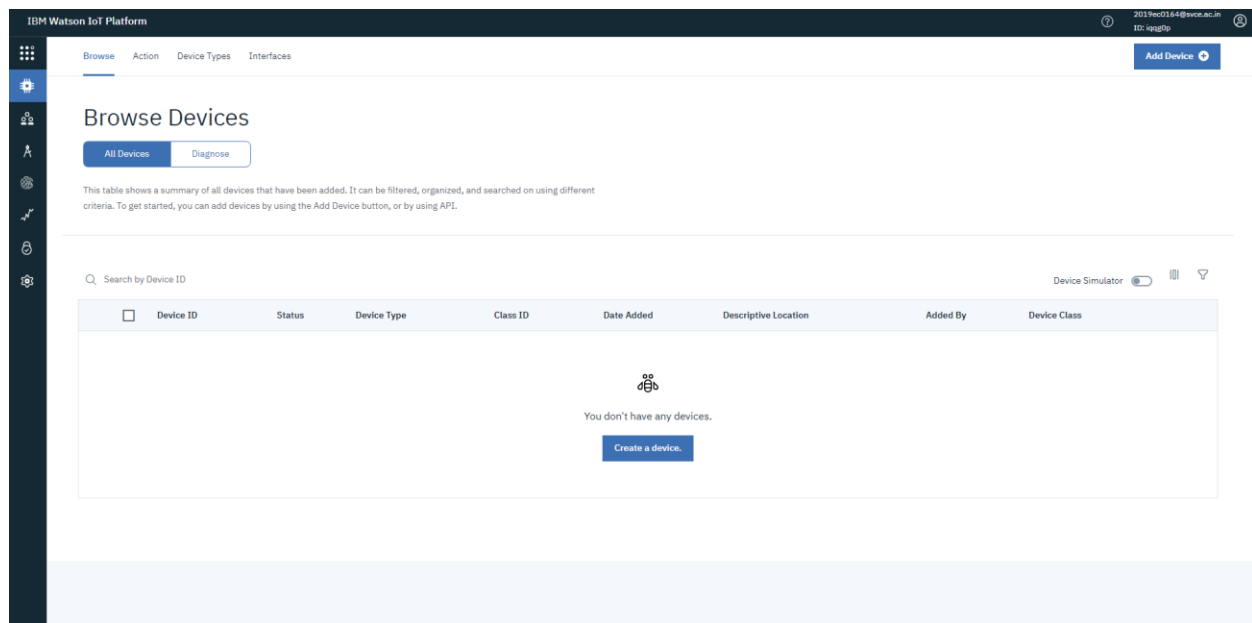 IBM Watson IoT Platform
2019ec0164@svce.ac.in
ID: iqqg0p
Browse Action Device Types Interfaces
Add Device
Browse Devices
All Devices Diagnose
This table shows a summary of all devices that have been added. It can be filtered, organized, and searched on using different
criteria. To get started, you can add devices by using the Add Device button, or by using API.
Search by Device ID
Device Simulator
Device ID Status Device Type Class ID Date Added Descriptive Location Added By Device Class
You don't have any devices.
Create a device.